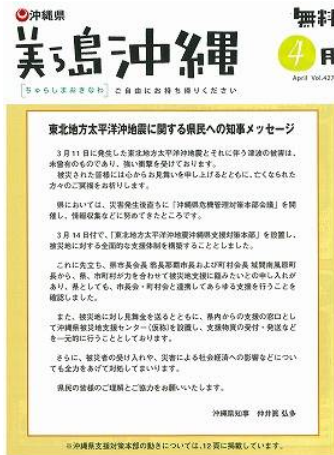 沖縄県
無料
美ら島沖縄
4月
April Vol.427
[ちゅらしまおきなわ] ご自由にお持ち帰りください
東北地方太平洋沖地震に関する県民への知事メッセージ
3月11日に発生した東北地方太平洋沖地震とそれに伴う津波の被害は、
未曾有のものであり、強い衝撃を受けております。
被災された皆様には心からお見舞いを申し上げるとともに、亡くなられた
方々のご冥福をお祈りします。
県においては、災害発生後直ちに「沖縄県危機管理対策本部会議」を開
催し、情報収集などに努めてきたところです。
3月14日付で、「東北地方太平洋沖地震沖縄県支援対策本部」を設置し、
被災地に対する全面的な支援体制を構築することとしました。
これに先立ち、県市長会 翁長那覇市長および町村会長 城間南風原町
長から、県、市町村が力を合わせて被災地支援に臨みたいとの申し入れが
あり、県としても、市長会・町村会と連携してあらゆる支援を行うことを
確認しました。
また、被災地に対し見舞金を送るとともに、県内からの支援の窓口とし
て沖縄県被災地支援センター(仮称)を設置し、支援物資の受付・発送など
を一元的に行うこととしております。
さらに、被災者の受け入れや、災害による社会経済への影響などについ
ても全力をあげて対処してまいります。
県民の皆様のご理解とご協力をお願いいたします。
沖縄県知事 仲井眞 弘多
※沖縄県支援対策本部の動きについては、12頁に掲載しています。